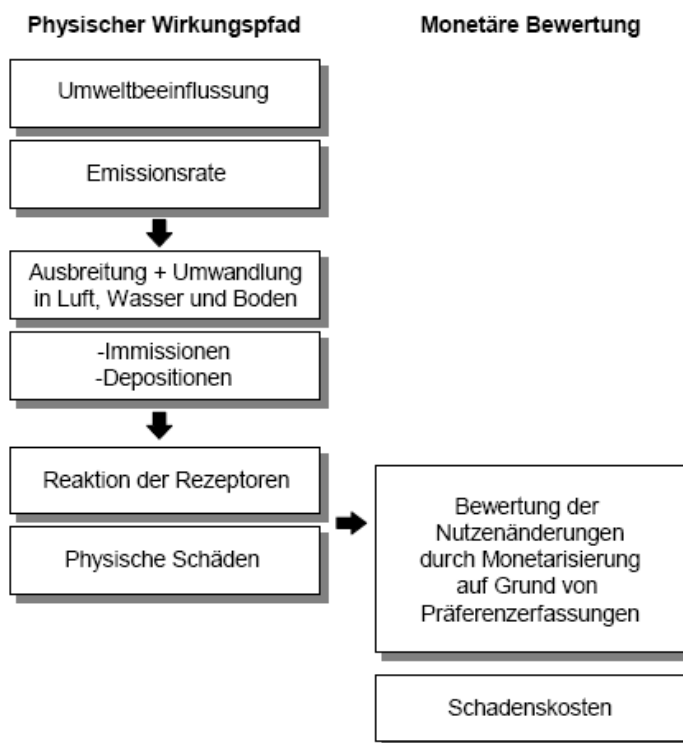 Physischer Wirkungspfad
Monetäre Bewertung
Umweltbeeinflussung
Emissionsrate
Ausbreitung + Umwandlung
in Luft, Wasser und Boden
-Immissionen
-Depositionen
Reaktion der Rezeptoren
Physische Schäden
Bewertung der
Nutzenänderungen
durch Monetarisierung
auf Grund von
Präferenzerfassungen
Schadenskosten